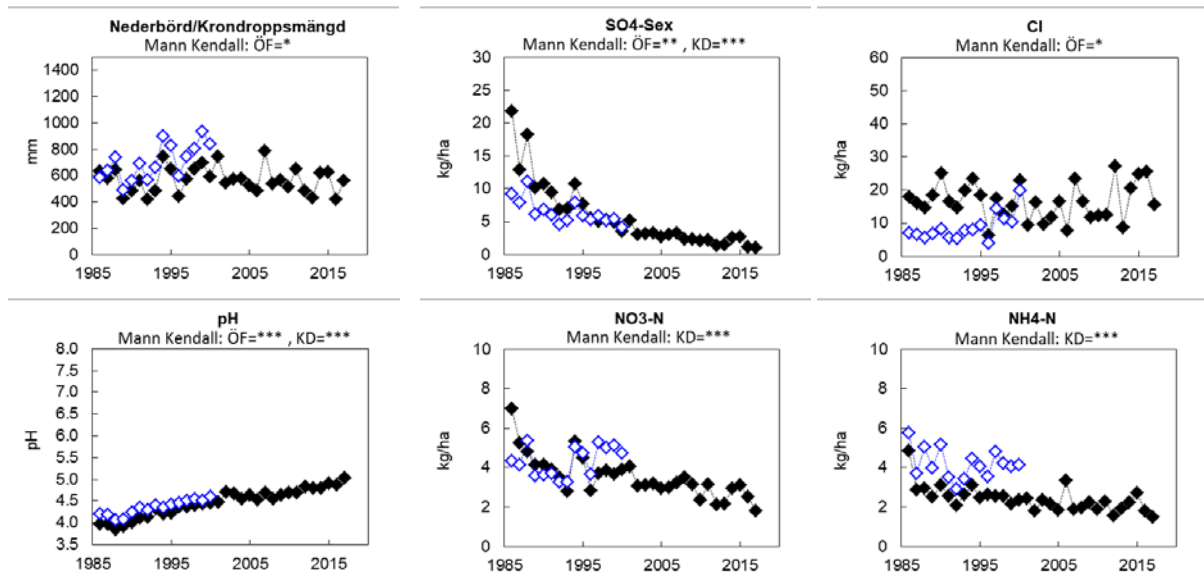 Nederbörd/Krondroppsmängd
Mann Kendall: ÖF=*
1400
1200
1000
800
600
400
200
0
mm
1985 1995 2005 2015
SO4-Sex
Mann Kendall: ÖF=** , KD=***
30
25
20
15
10
5
0
kg/ha
1985 1995 2005 2015
Cl
Mann Kendall: ÖF=*
60
50
40
30
20
10
0
kg/ha
1985 1995 2005 2015
pH
Mann Kendall: ÖF=*** , KD=***
8.0
7.5
7.0
6.5
6.0
5.5
5.0
4.5
4.0
3.5
pH
1985 1995 2005 2015
NO3-N
Mann Kendall: KD=***
10
8
6
4
2
0
kg/ha
1985 1995 2005 2015
NH4-N
Mann Kendall: KD=***
10
8
6
4
2
0
kg/ha
1985 1995 2005 2015